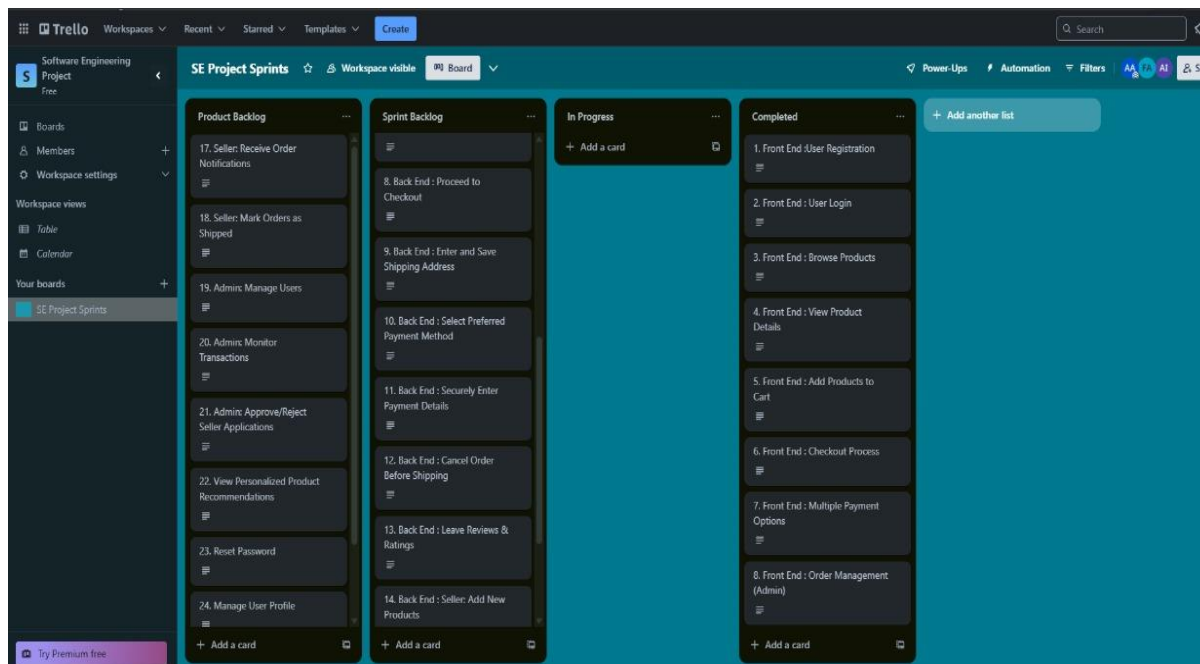 Trello
Workspaces
Recent
Starred
Templates
Create
Search
S
Software Engineering
Project
Free
Boards
Members
Workspace settings
Workspace views
Table
Calendar
Your boards
SE Project Sprints
Try Premium free
SE Project Sprints
Workspace visible
Board
Power-Ups
Automation
Filters
AA
FA
AI
S
Product Backlog
17. Seller: Receive Order
Notifications
18. Seller: Mark Orders as
Shipped
19. Admin: Manage Users
20. Admin: Monitor
Transactions
21. Admin: Approve/Reject
Seller Applications
22. View Personalized Product
Recommendations
23. Reset Password
24. Manage User Profile
+ Add a card
Sprint Backlog
8. Back End : Proceed to
Checkout
9. Back End : Enter and Save
Shipping Address
10. Back End : Select Preferred
Payment Method
11. Back End : Securely Enter
Payment Details
12. Back End : Cancel Order
Before Shipping
13. Back End : Leave Reviews &
Ratings
14. Back End : Seller: Add New
Products
+ Add a card
In Progress
+ Add a card
Completed
1. Front End :User Registration
2. Front End : User Login
3. Front End : Browse Products
4. Front End : View Product
Details
5. Front End : Add Products to
Cart
6. Front End : Checkout Process
7. Front End : Multiple Payment
Options
8. Front End : Order Management
(Admin)
+ Add a card
+ Add another list